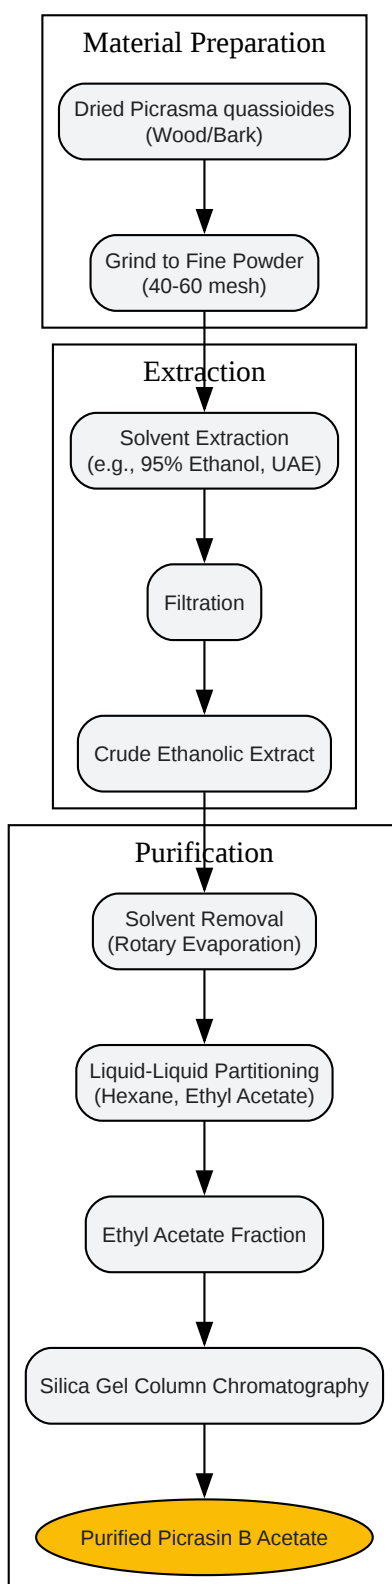 Material Preparation
Dried Picrasma quassioides
(Wood/Bark)
Grind to Fine Powder
(40-60 mesh)
Extraction
Solvent Extraction
(e.g., 95% Ethanol, UAE)
Filtration
Crude Ethanolic Extract
Purification
Solvent Removal
(Rotary Evaporation)
Liquid-Liquid Partitioning
(Hexane, Ethyl Acetate)
Ethyl Acetate Fraction
Silica Gel Column Chromatography
Purified Picrasin B Acetate